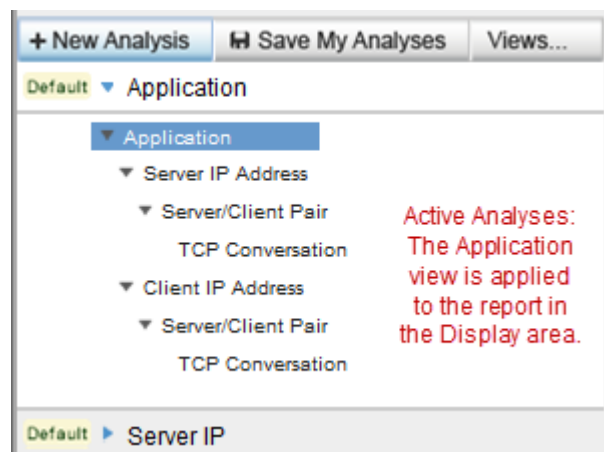 + New Analysis Save My Analyses Views...
Default Application
Application
Server IP Address
Server/Client Pair
TCP Conversation
Client IP Address
Server/Client Pair
TCP Conversation
Active Analyses:
The Application
view is applied
to the report in
the Display area.
Default Server IP